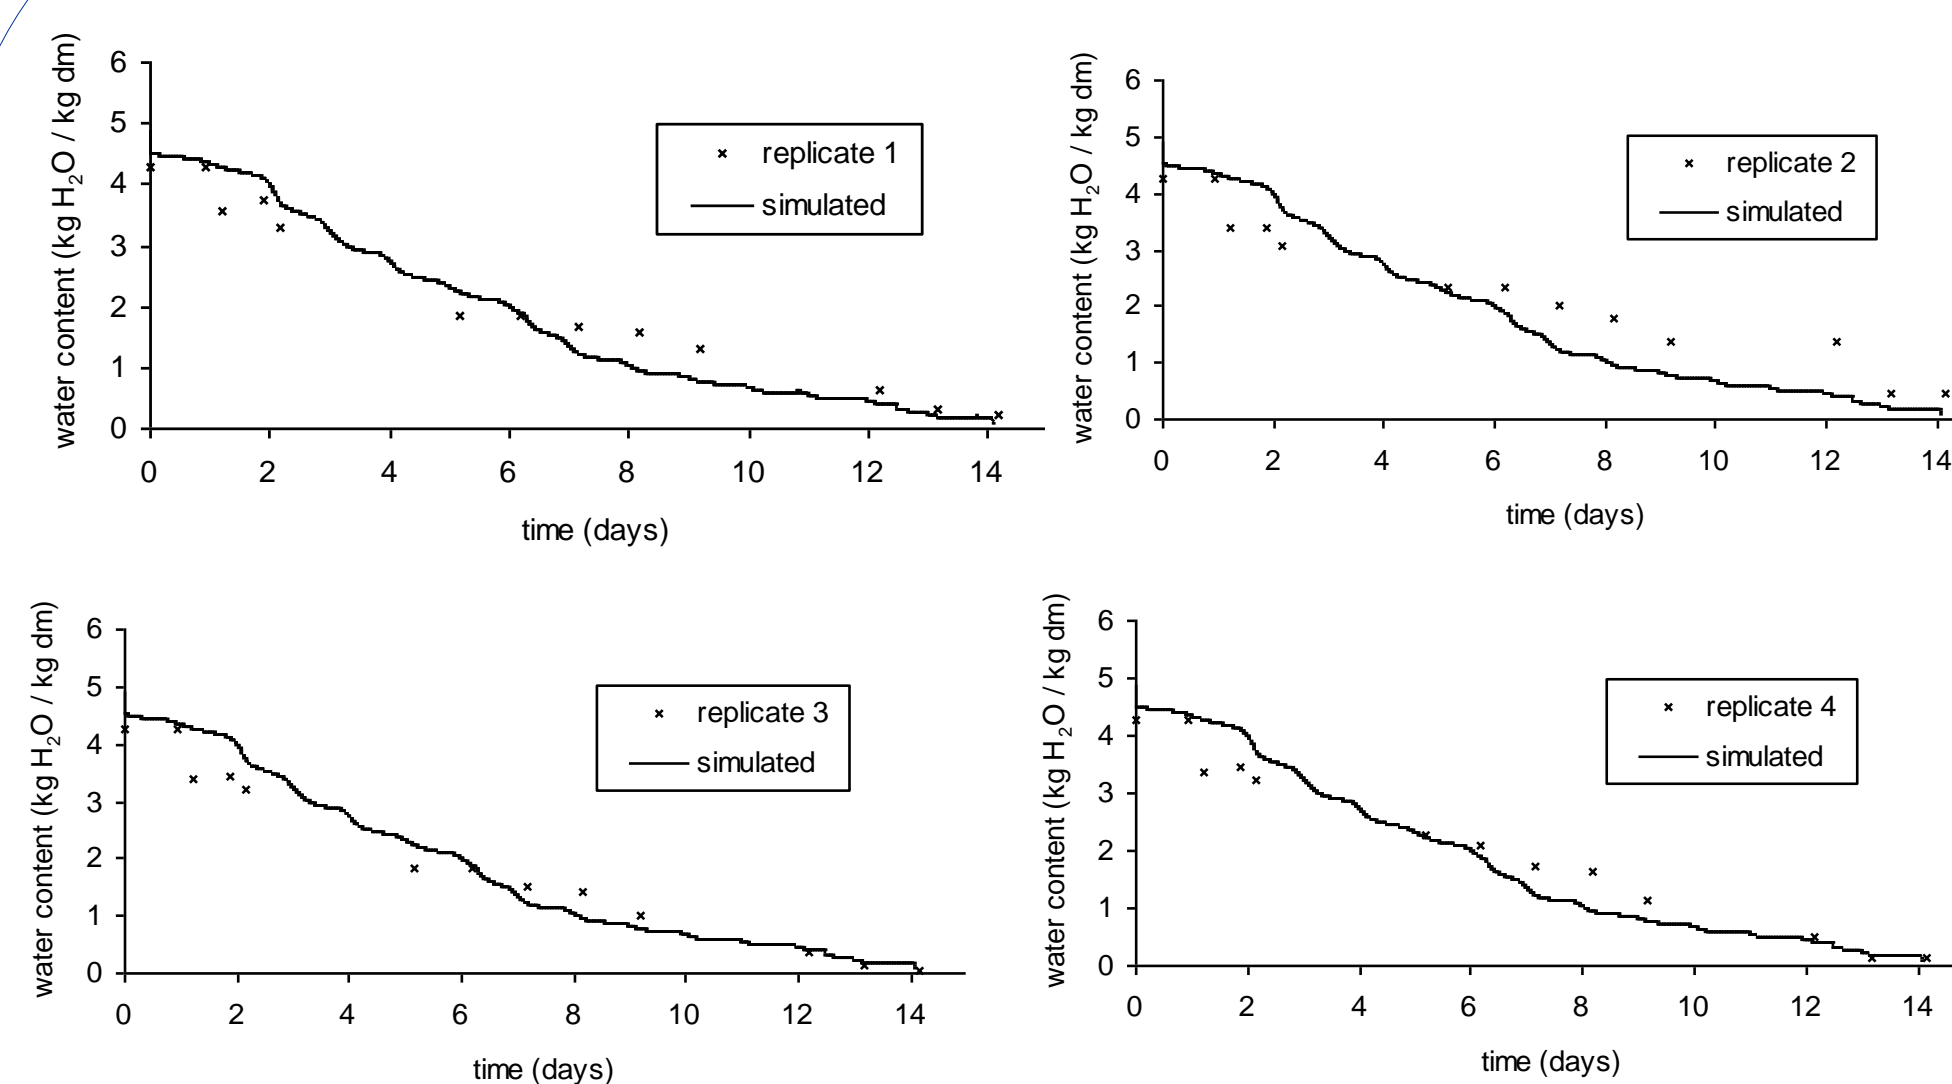 water content (kg H₂O / kg dm)
6
5
4
3
2
1
0
0 2 4 6 8 10 12 14
time (days)
replicate 1
simulated
water content (kg H₂O / kg dm)
6
5
4
3
2
1
0
0 2 4 6 8 10 12 14
time (days)
replicate 2
simulated
water content (kg H₂O / kg dm)
6
5
4
3
2
1
0
0 2 4 6 8 10 12 14
time (days)
replicate 3
simulated
water content (kg H₂O / kg dm)
6
5
4
3
2
1
0
0 2 4 6 8 10 12 14
time (days)
replicate 4
simulated